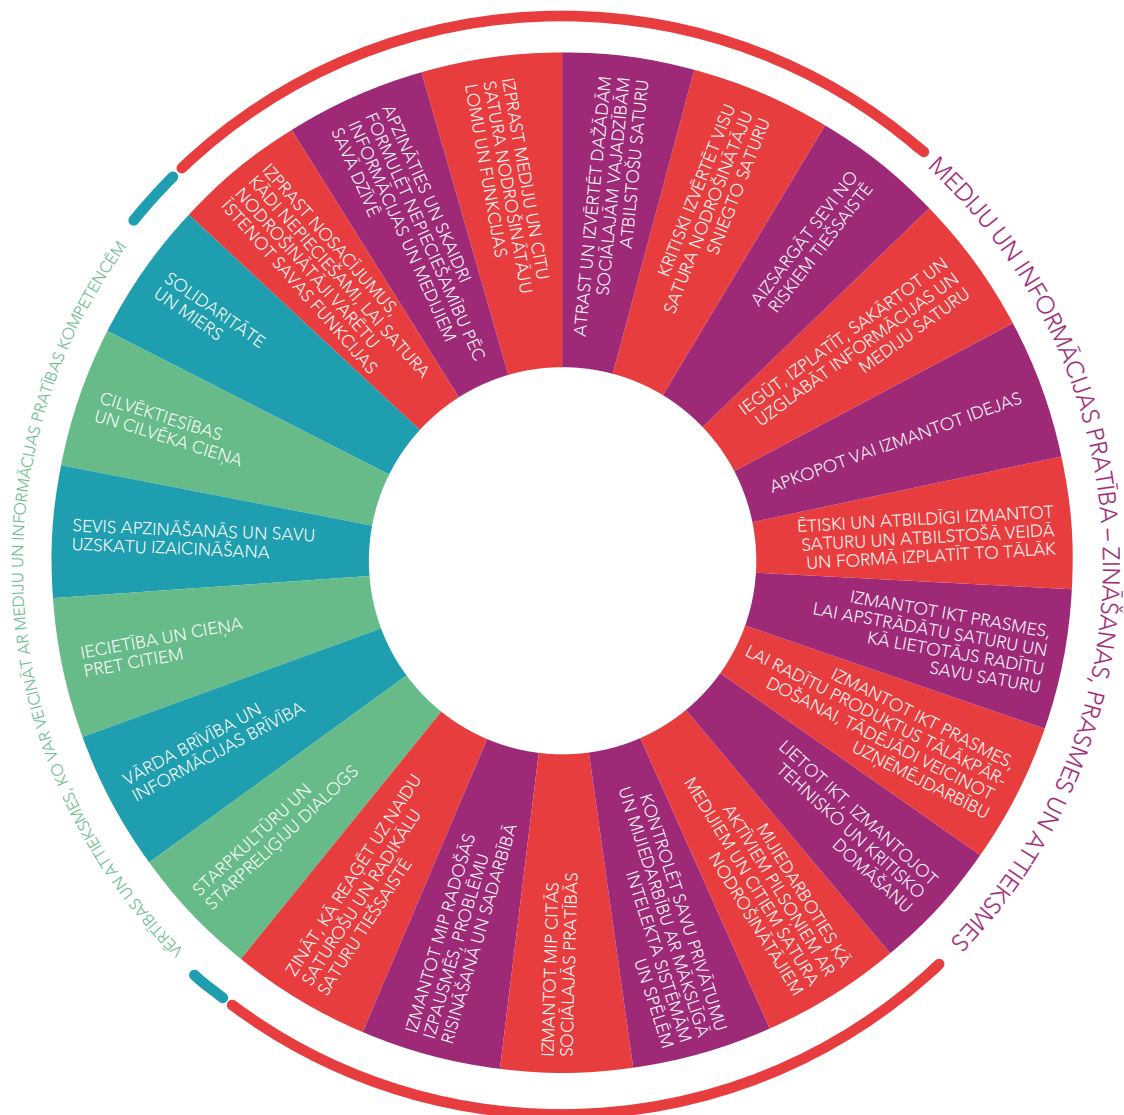 MEDIJU UN INFORMĀCIJAS PRATĪBA – ZINĀŠANAS, PRASMES UN ATTIEKSMES
ATRAST UN IZVĒRTĒT DAŽĀDĀM
SOCIĀLAJĀM VAJADZĪBĀM
ATBILSTOŠU SATURU
KRITISKI IZVĒRTĒT VISU
SATURA NODROŠINĀTĀJU
SNIEGTO SATURU
AIZSARGĀT SEVI NO
RISKIEM TIESSAISTĒ
IEGŪT, IZPLATĪT, SAKĀRTOT UN
UZGLABĀT INFORMĀCIJAS UN
MEDIJU SATURU
APKOPOT VAI IZMANTOT IDEJAS
ĒTISKI UN ATBILDĪGI IZMANTOT
SATURU UN ATBILSTOŠĀ VEIDĀ
UN FORMĀ IZPLATĪT TO TĀLĀK
IZMANTOT IKT PRASMES,
LAI APSTRĀDĀTU SATURU UN
KĀ LIETOTĀJS RADĪTU
SAVU SATURU
IZMANTOT IKT PRASMES,
LAI RADĪTU PRODUKTUS TĀLĀKPĀR-
DOŠANAI, TĀDĒJĀDI VEICINOT
UZŅĒMĒJDARBĪBU
LIETOT IKT, IZMANTOJOT
TEHNISKO UN KRITISKO
DOMĀŠANU
MIJIEDARBOTIES KĀ
AKTĪVIEM PILSOŅIEM AR
MEDIJIEM UN CITIEM SATURA
NODROŠINĀTĀJIEM
KONTROLĒT SAVU PRIVĀTUMU
UN MIJIEDARBĪBU AR MĀKSLĪGĀ
INTELEKTA SISTĒMĀM
UN SPĒLĒM
IZMANTOT MIP CITĀS
SOCIĀLAJĀS PRATĪBĀS
IZMANTOT MIP RADOŠĀS
IZPAUSMĒS, PROBLĒMU
RISINĀŠANĀ UN SADARBĪBĀ
ZINĀT, KĀ REAĢĒT UZ NAIDU
SATUROŠU UN RADIKĀLU
SATURU TIEŠSAISTĒ
STARPKULTŪRU UN
STARPRELIĢIJU DIALOGS
VĀRDA BRĪVĪBA UN
INFORMĀCIJAS BRĪVĪBA
IECIETĪBA UN CIEŅA
PRET CITIEM
SEVIS APZINĀŠANĀS UN SAVU
UZSKATU IZAICINĀŠANA
CILVĒKTIESĪBAS
UN CILVĒKA CIEŅA
SOLIDARITĀTE
UN MIERS
IZPRAST NOSACĪJUMUS,
KĀDI NEPIECIEŠAMI, LAI SATURA
NODROŠINĀTĀJI VARĒTU
ĪSTENOT SAVAS FUNKCIJAS
APZINĀTIES UN SKAIDRI
FORMULĒT NEPIECIEŠAMĪBU PĒC
INFORMĀCIJAS UN MEDIJIEM
SAVĀ DZĪVĒ
IZPRAST MEDIJU UN CITU
SATURA NODROŠINĀTĀJU
LOMU UN FUNKCIJAS
VĒRTĪBAS UN ATTIEKSMES, KO VAR VEICINĀT AR MEDIJU UN INFORMĀCIJAS PRATĪBAS KOMPETENCĒM